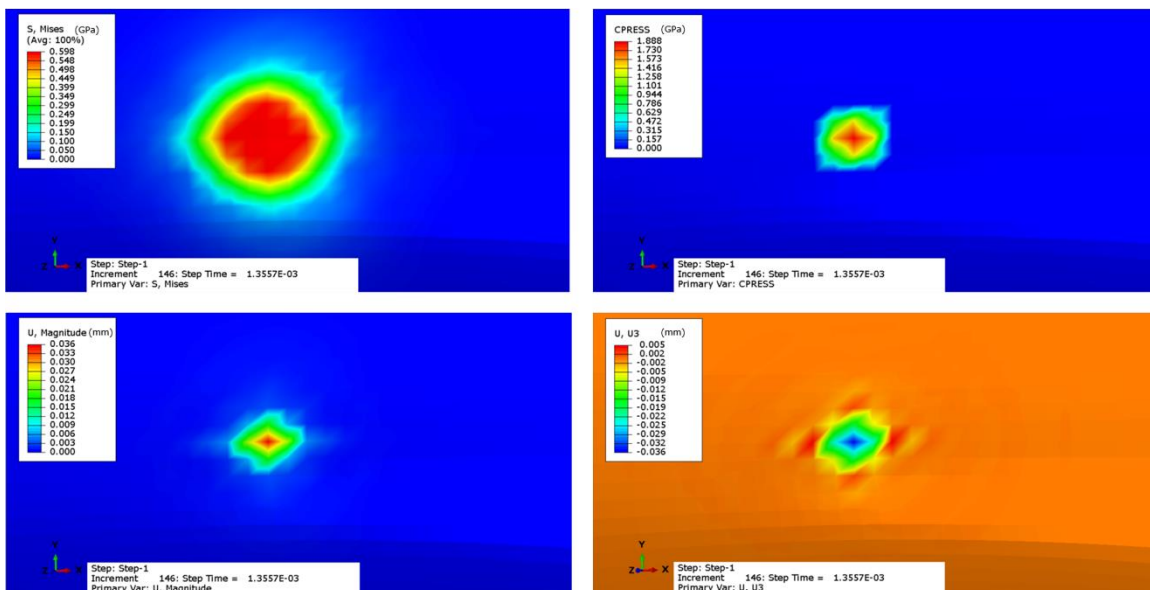 S, Mises (GPa)
(Avg: 100%)
0.598
0.548
0.498
0.449
0.399
0.349
0.299
0.249
0.199
0.150
0.100
0.050
0.000
Y
Z X
Step: Step-1
Increment 146: Step Time = 1.3557E-03
Primary Var: S, Mises
CPRESS (GPa)
1.888
1.730
1.573
1.416
1.258
1.101
0.944
0.786
0.629
0.472
0.315
0.157
0.000
Y
Z X
Step: Step-1
Increment 146: Step Time = 1.3557E-03
Primary Var: CPRESS
U, Magnitude (mm)
0.036
0.033
0.030
0.027
0.024
0.021
0.018
0.015
0.012
0.009
0.006
0.003
0.000
Y
Z X
Step: Step-1
Increment 146: Step Time = 1.3557E-03
Primary Var: U, Magnitude
U, U3 (mm)
0.005
0.002
-0.002
-0.005
-0.009
-0.012
-0.015
-0.019
-0.022
-0.025
-0.029
-0.032
-0.036
Y
Z X
Step: Step-1
Increment 146: Step Time = 1.3557E-03
Primary Var: U, U3